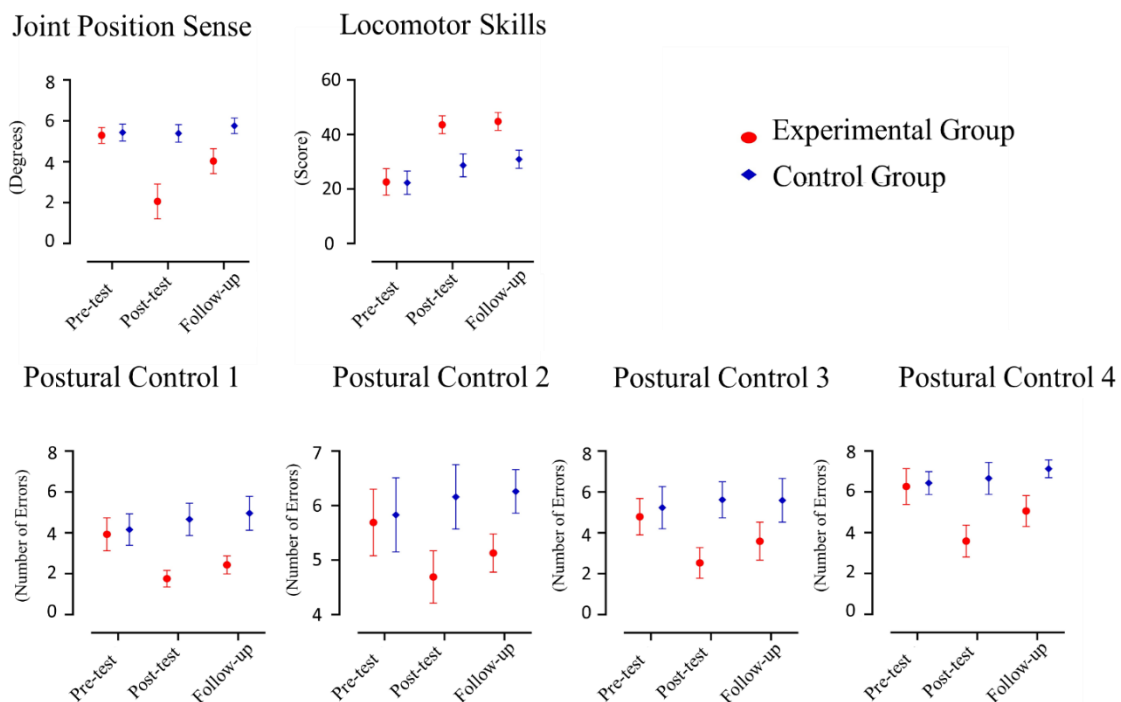 Joint Position Sense
Locomotor Skills
(Degrees)
8
6
4
2
0
Pre-test
Post-test
Follow-up
(Score)
60
40
20
0
Pre-test
Post-test
Follow-up
Experimental Group
Control Group
Postural Control 1
Postural Control 2
Postural Control 3
Postural Control 4
(Number of Errors)
8
6
4
2
0
Pre-test
Post-test
Follow-up
(Number of Errors)
7
6
5
4
Pre-test
Post-test
Follow-up
(Number of Errors)
8
6
4
2
0
Pre-test
Post-test
Follow-up
(Number of Errors)
8
6
4
2
0
Pre-test
Post-test
Follow-up